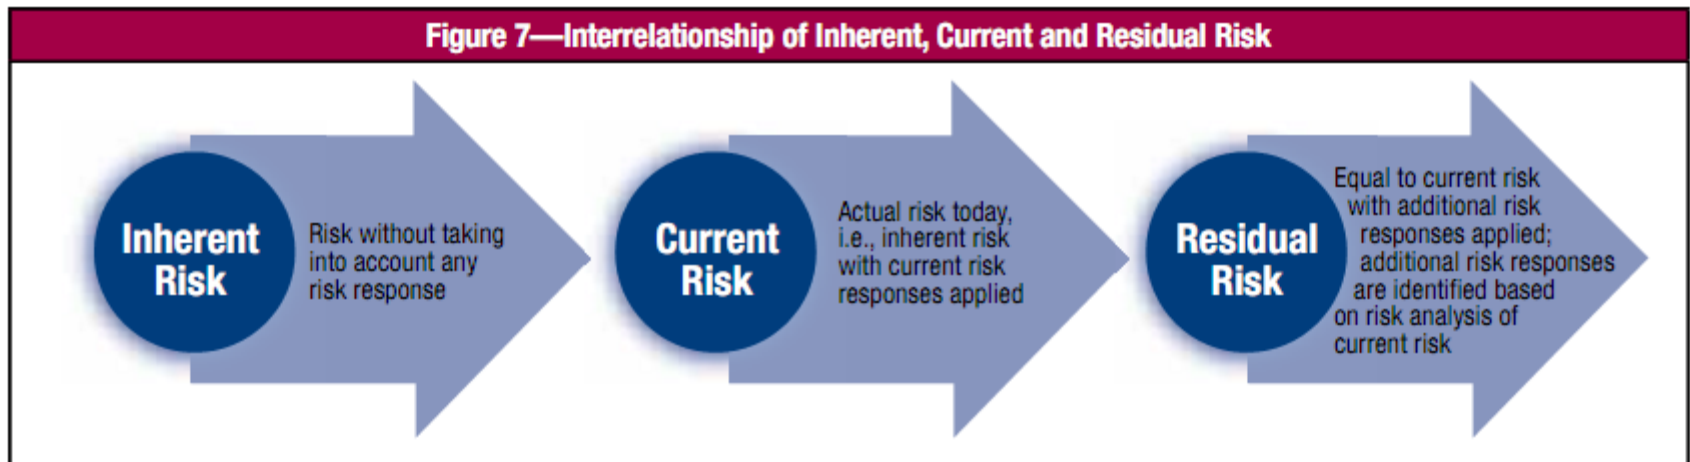 Figure 7—Interrelationship of Inherent, Current and Residual Risk
Inherent
Risk
Risk without taking
into account any
risk response
Current
Risk
Actual risk today,
i.e., inherent risk
with current risk
responses applied
Residual
Risk
Equal to current risk
with additional risk
responses applied;
additional risk responses
are identified based
on risk analysis of
current risk